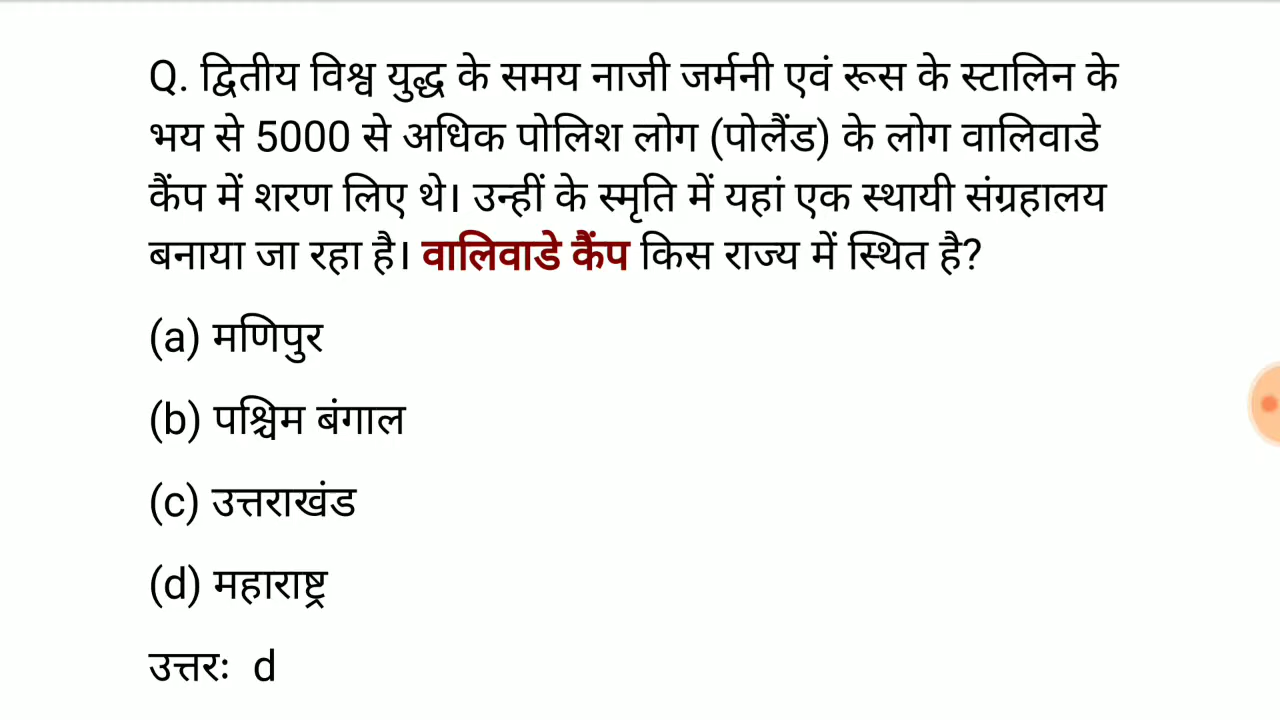 Q. द्वितीय विश्व युद्ध के समय नाजी जर्मनी एवं रूस के स्टालिन के
भय से 5000 से अधिक पोलिश लोग (पोलैंड) के लोग वालिवाडे
कैंप में शरण लिए थे। उन्हीं के स्मृति में यहां एक स्थायी संग्रहालय
बनाया जा रहा है। वालिवाडे कैंप किस राज्य में स्थित है?
(a) मणिपुर
(b) पश्चिम बंगाल
(c) उत्तराखंड
(d) महाराष्ट्र
उत्तरः d